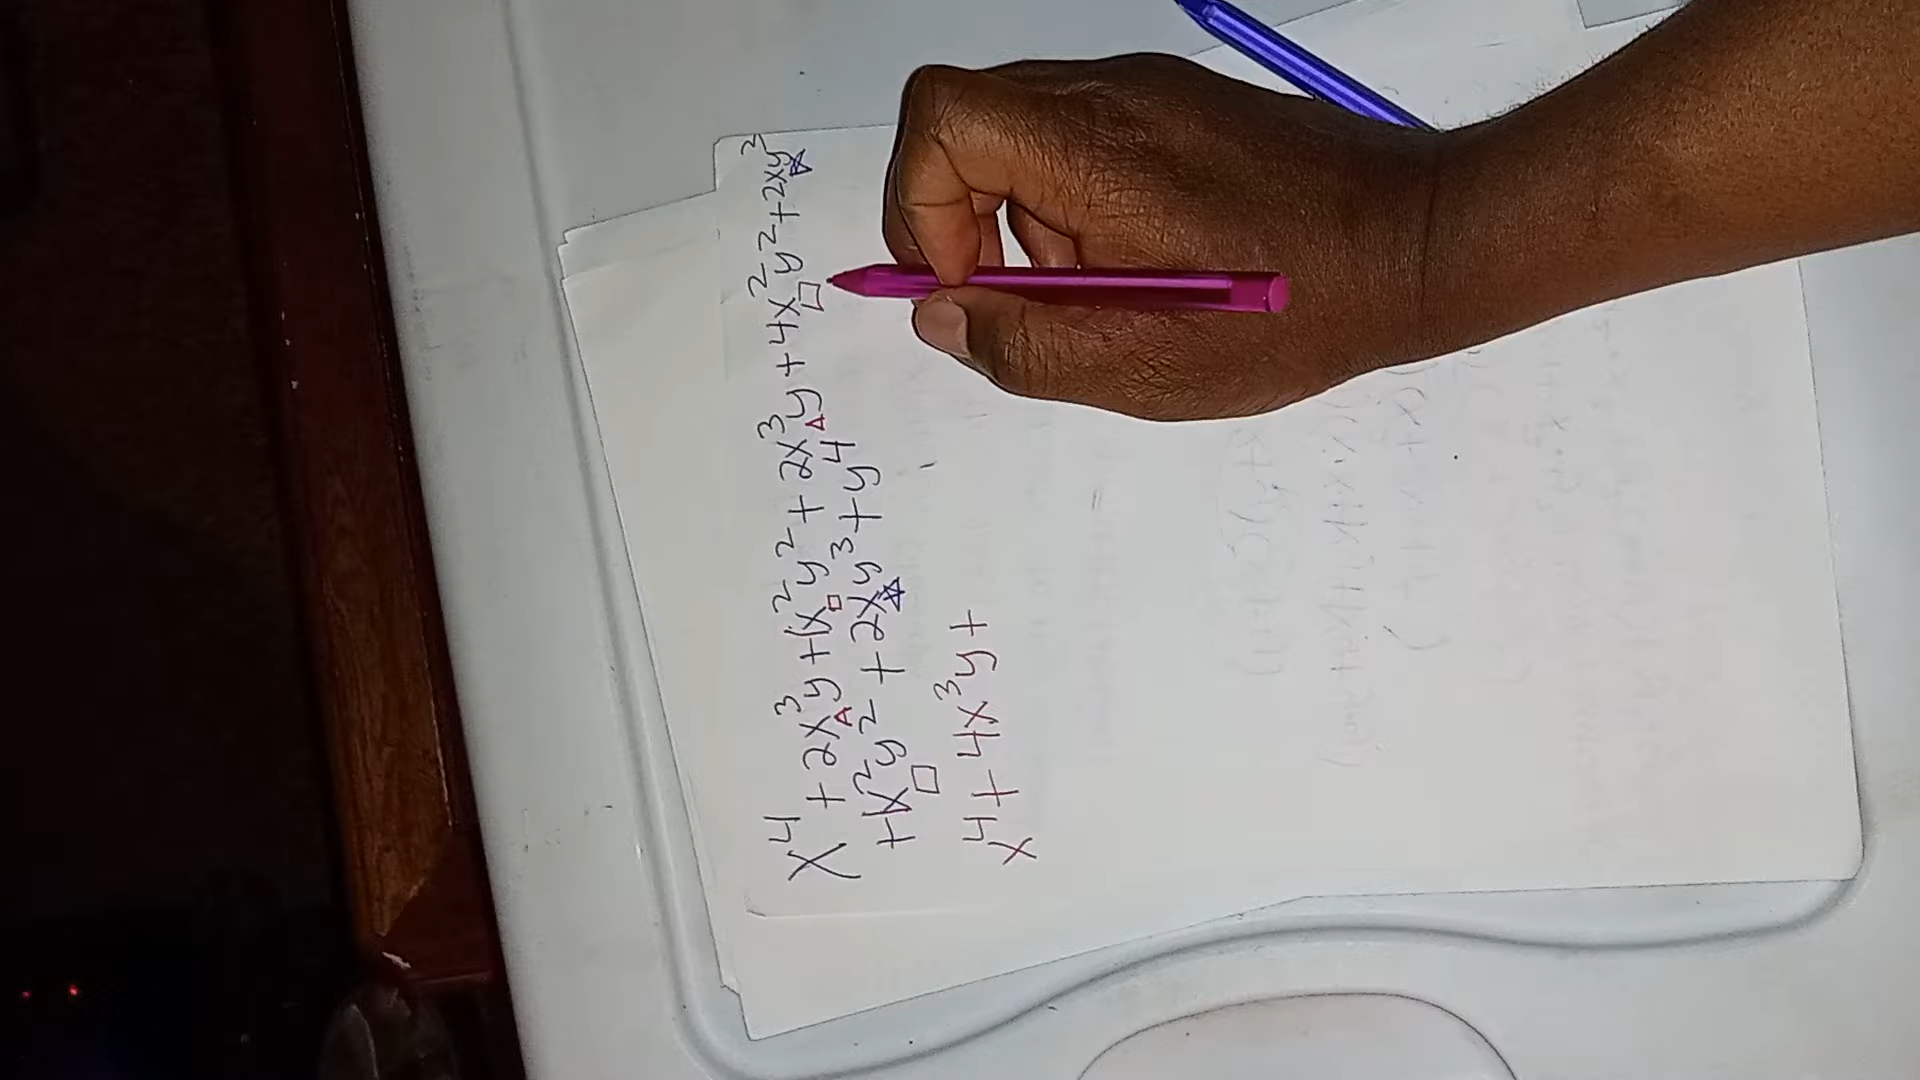 x⁴ + 2x³y + 1x²y² + 2x³y + 4x²y² + 2xy³
+ 1x²y² + 2xy³ + y⁴
x⁴ + 4x³y +